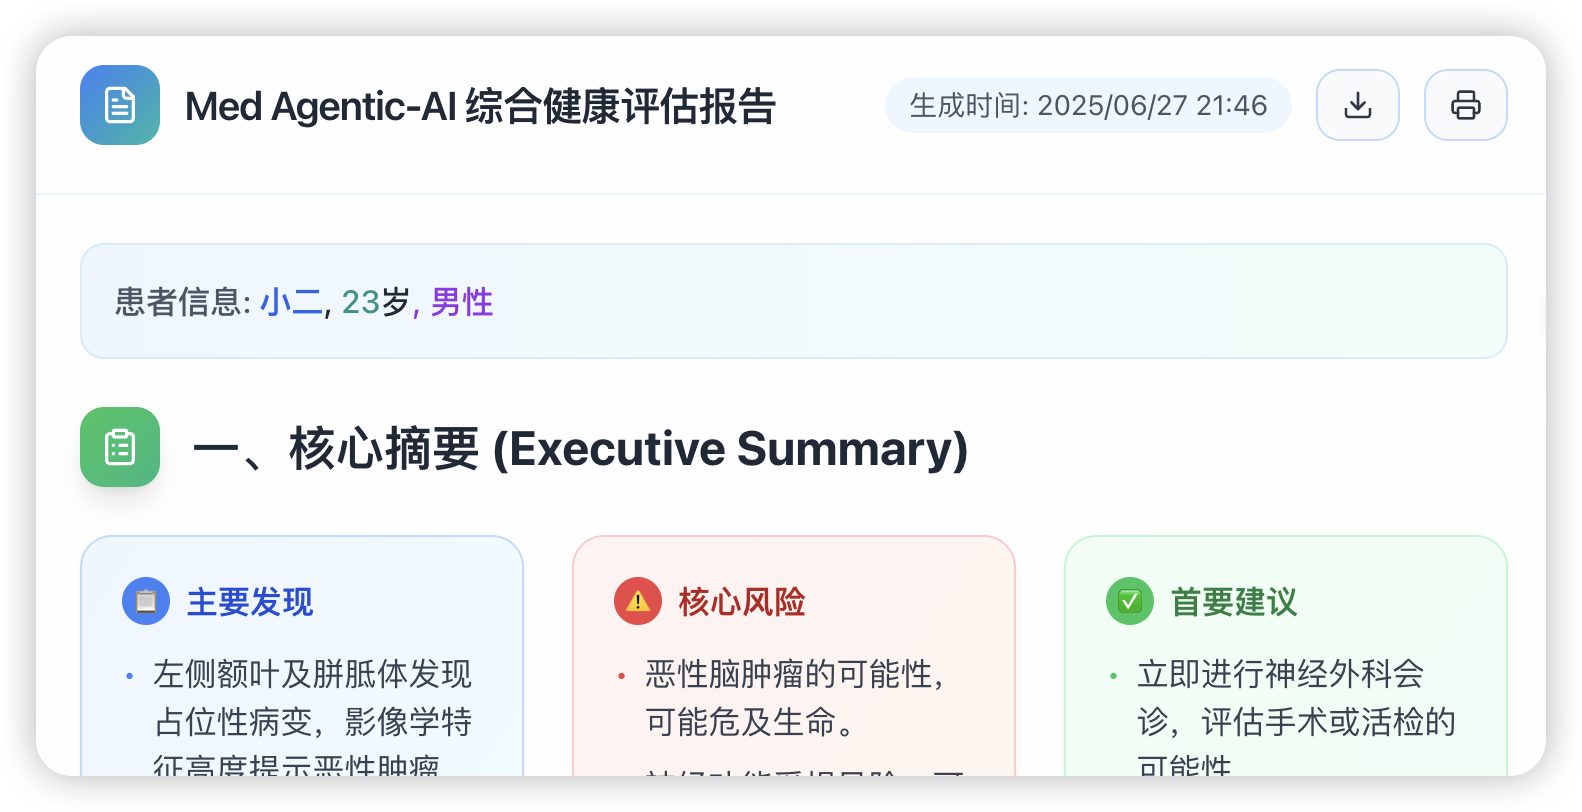 Med Agentic-AI 综合健康评估报告
生成时间: 2025/06/27 21:46
患者信息: 小二, 23岁, 男性
一、核心摘要 (Executive Summary)
主要发现
• 左侧额叶及胼胝体发现
占位性病变，影像学特
征高度提示恶性肿瘤
核心风险
• 恶性脑肿瘤的可能性，
可能危及生命。
首要建议
• 立即进行神经外科会
诊，评估手术或活检的
可能性